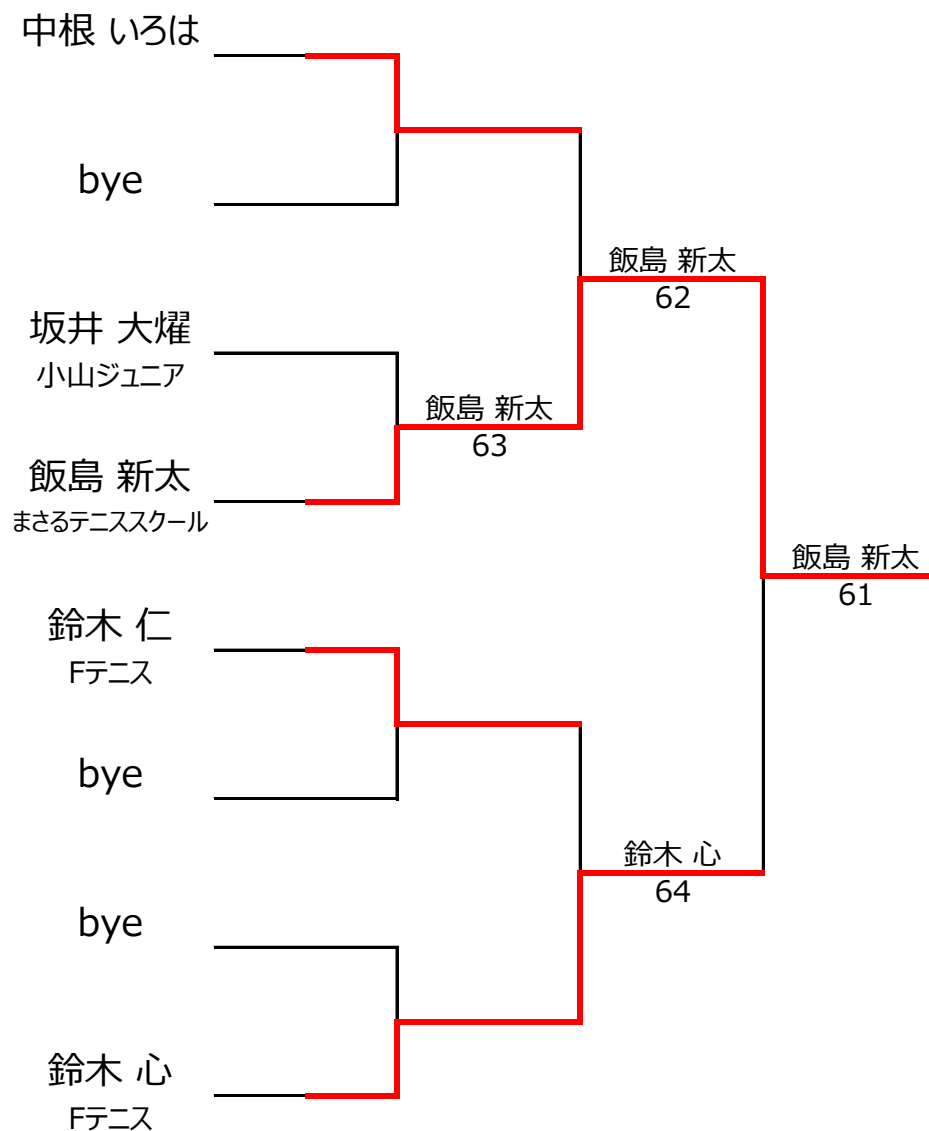 中根 いろは
bye
坂井 大燿
小山ジュニア
飯島 新太
まさるテニススクール
鈴木 仁
Fテニス
bye
bye
鈴木 心
Fテニス
飯島 新太
63
飯島 新太
62
鈴木 心
64
飯島 新太
61